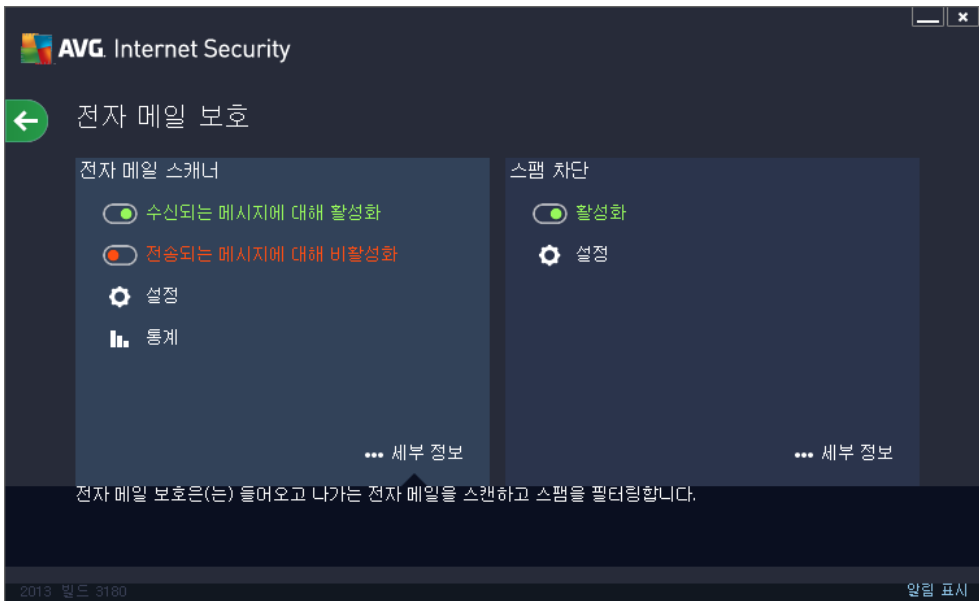 AVG. Internet Security
전자 메일 보호
전자 메일 스캐너
수신되는 메시지에 대해 활성화
전송되는 메시지에 대해 비활성화
설정
통계
••• 세부 정보
스팸 차단
활성화
설정
••• 세부 정보
전자 메일 보호은(는) 들어오고 나가는 전자 메일을 스캔하고 스팸을 필터링합니다.
2013 빌드 3180
알림 표시